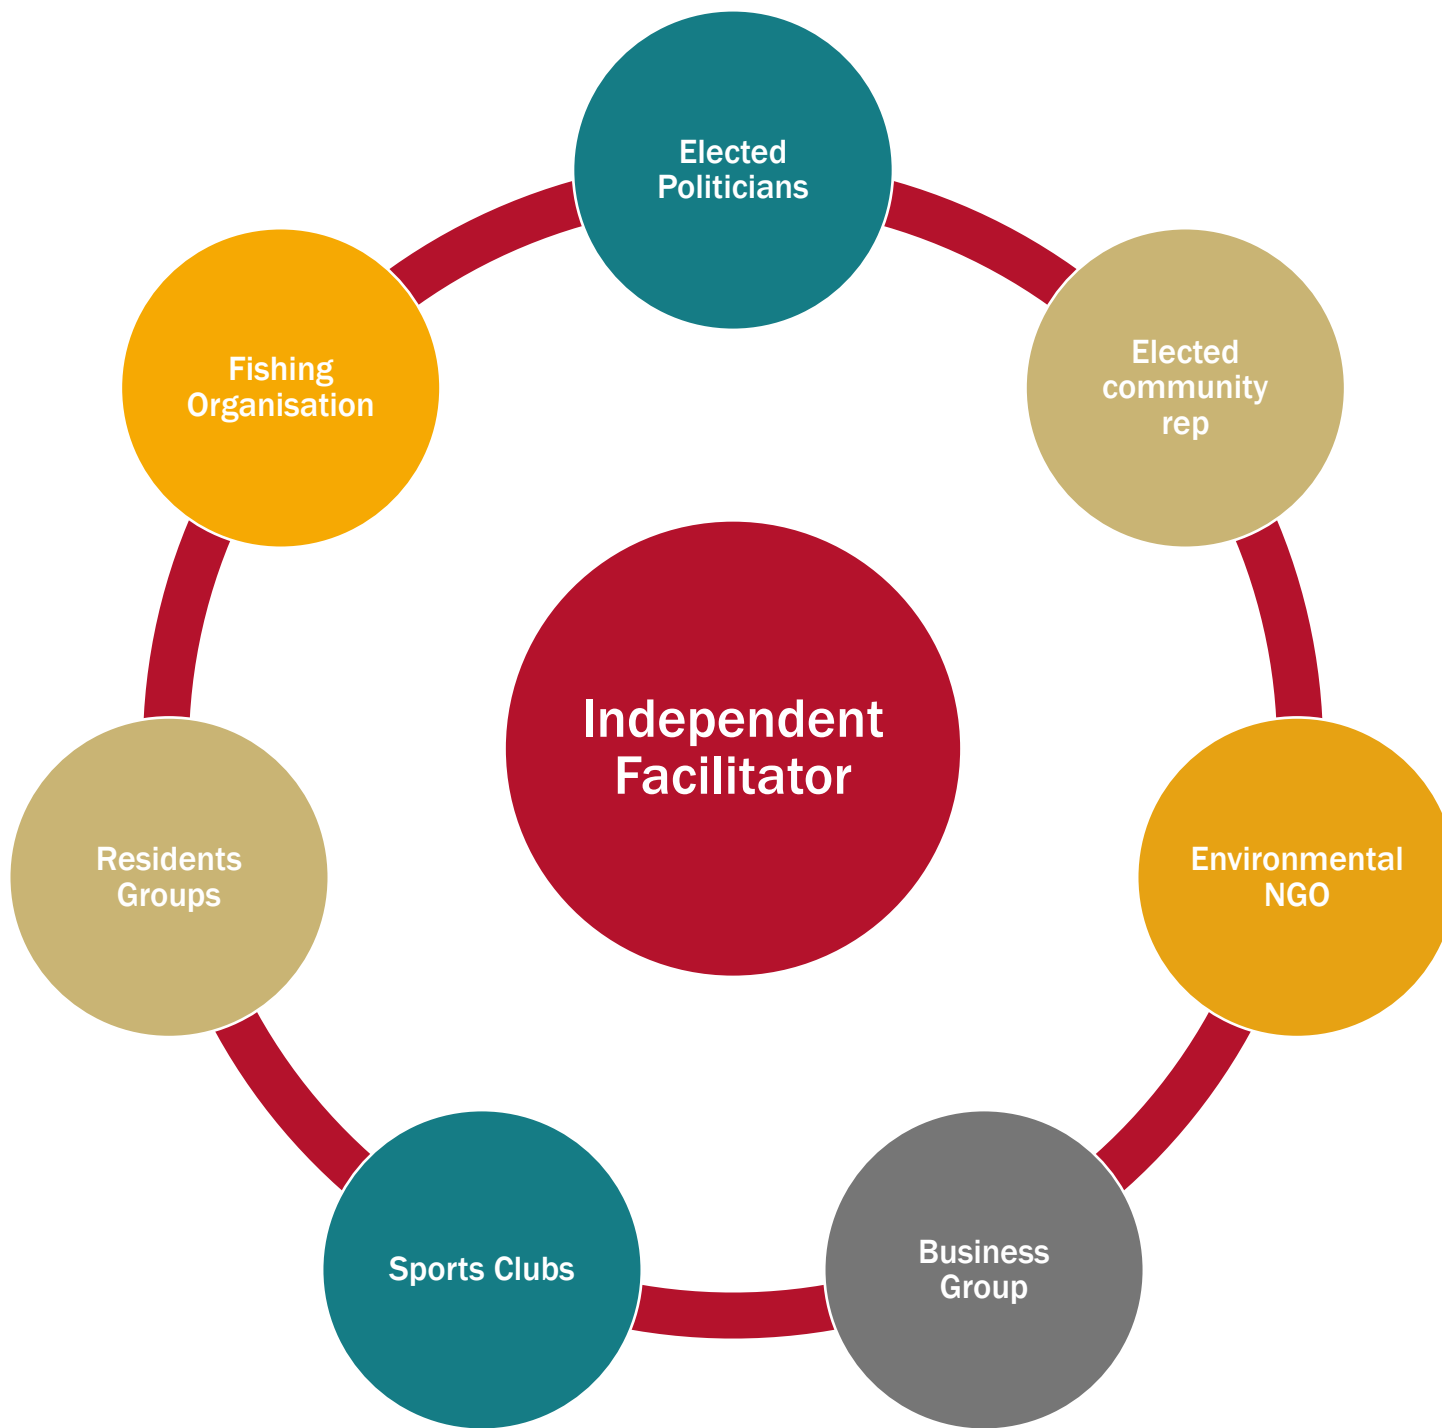 Elected
Politicians
Elected
community
rep
Environmental
NGO
Business
Group
Sports Clubs
Residents
Groups
Fishing
Organisation
Independent
Facilitator